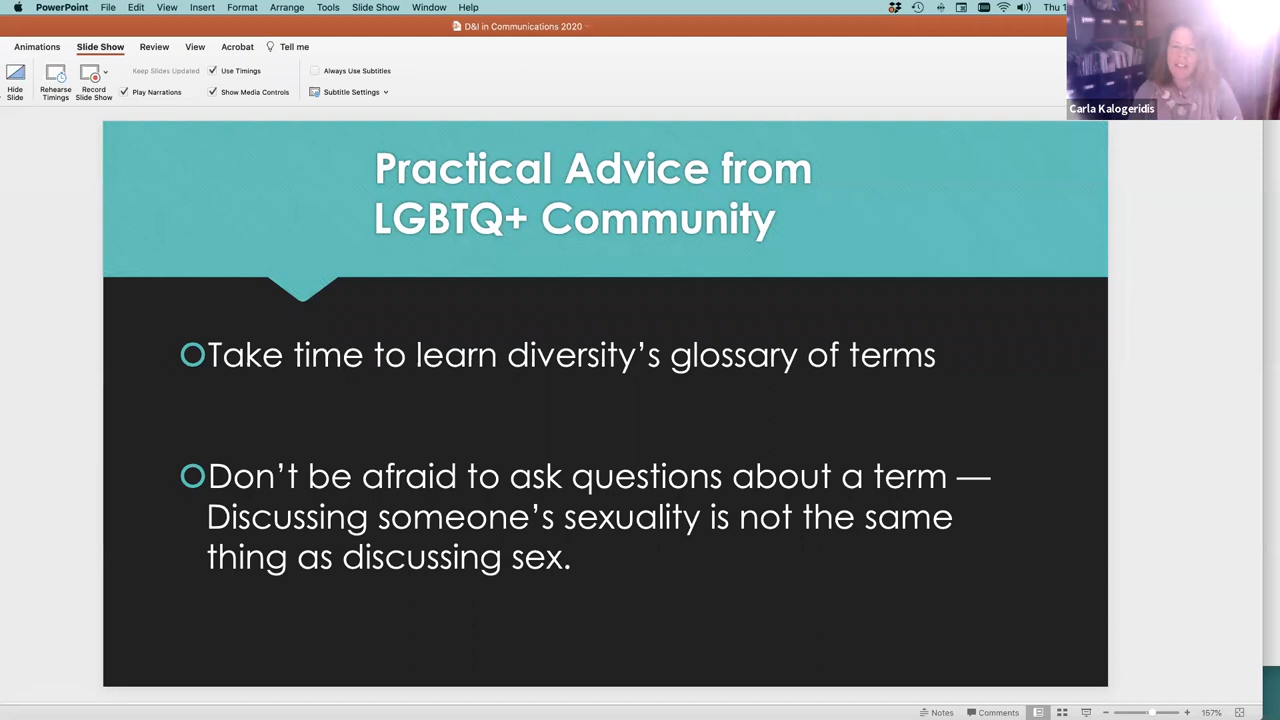 PowerPoint File Edit View Insert Format Arrange Tools Slide Show Window Help Thu 1
D&I in Communications 2020
Animations Slide Show Review View Acrobat Tell me
Keep Slides Updated Use Timings Always Use Subtitles
Hide Slide Rehearse Timings Record Slide Show Play Narrations Show Media Controls Subtitle Settings
Carla Kalogeridis
Practical Advice from
LGBTQ+ Community
Take time to learn diversity's glossary of terms
Don't be afraid to ask questions about a term —
Discussing someone's sexuality is not the same
thing as discussing sex.
Notes Comments 157%